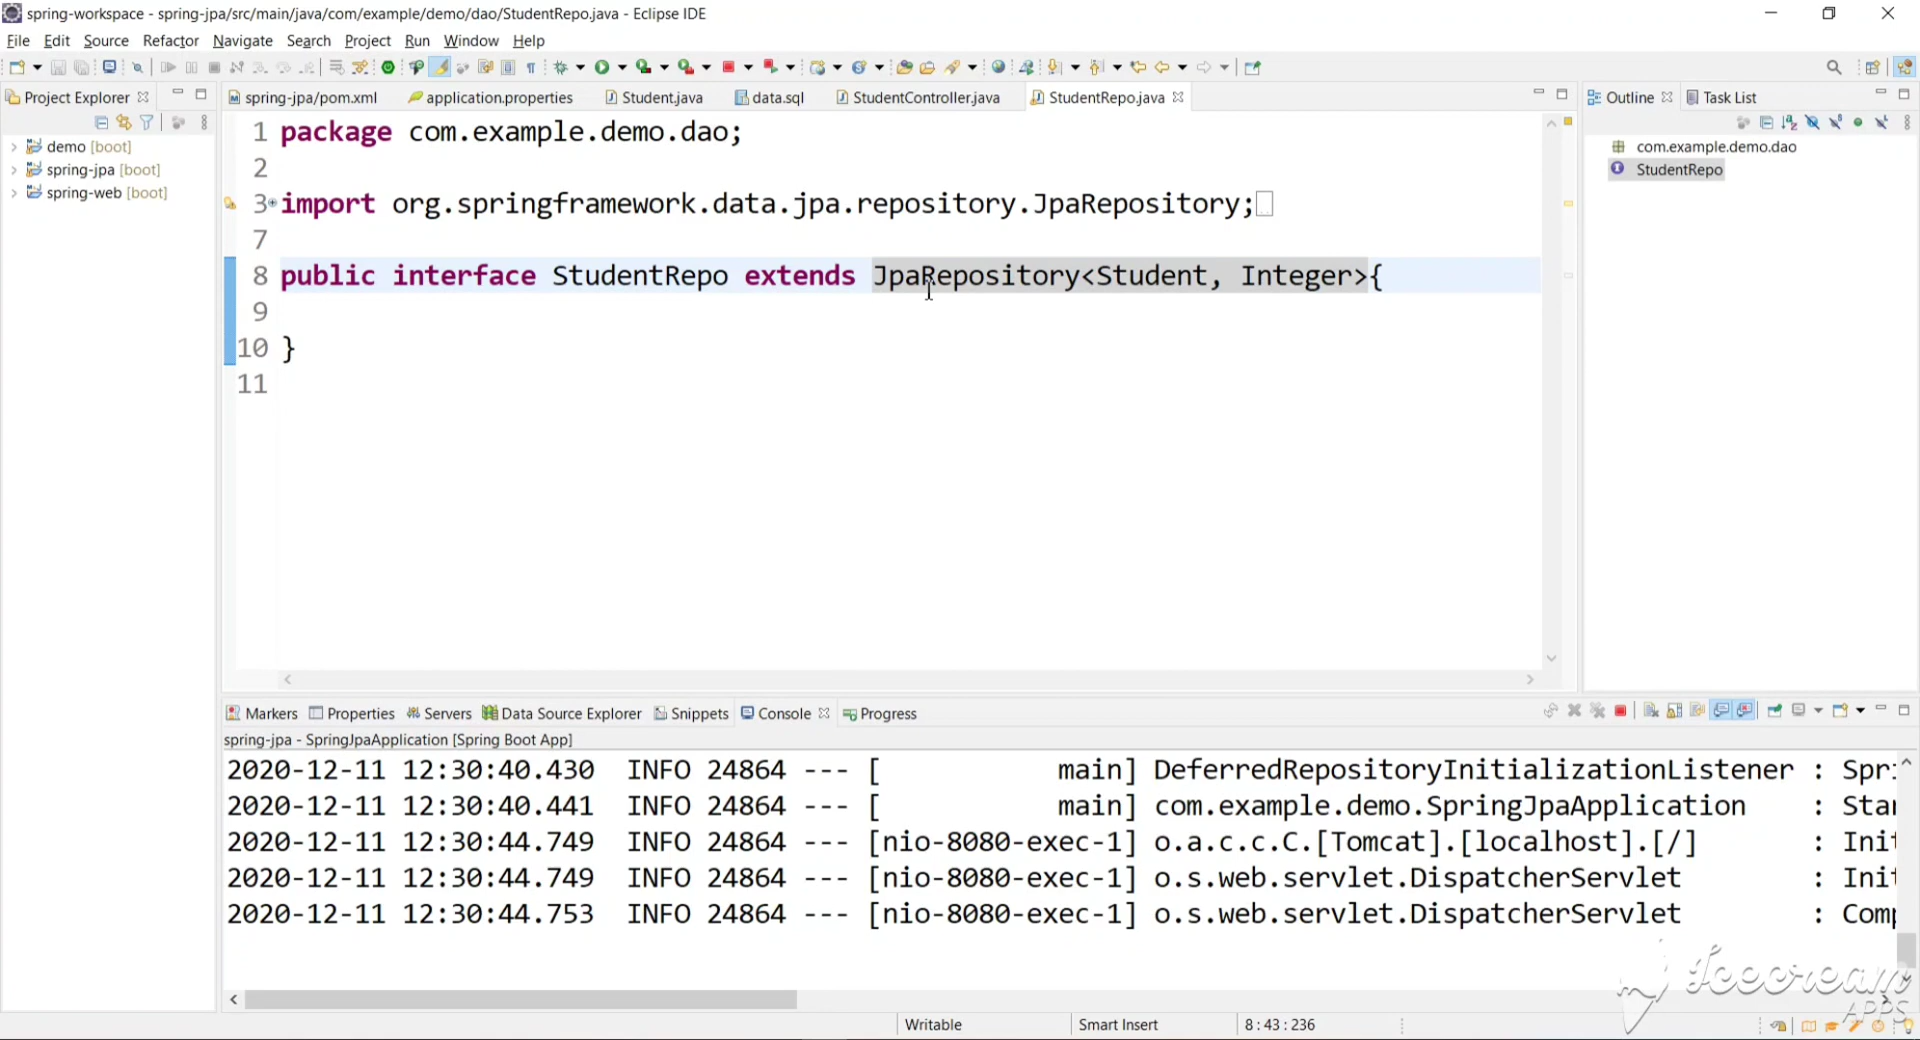 spring-workspace - spring-jpa/src/main/java/com/example/demo/dao/StudentRepo.java - Eclipse IDE
File Edit Source Refactor Navigate Search Project Run Window Help
Project Explorer
demo [boot]
spring-jpa [boot]
spring-web [boot]
spring-jpa/pom.xml application.properties Student.java data.sql StudentController.java StudentRepo.java
1 package com.example.demo.dao;
2
3 import org.springframework.data.jpa.repository.JpaRepository;
7
8 public interface StudentRepo extends JpaRepository<Student, Integer>{
9
10 }
11
Outline Task List
com.example.demo.dao
StudentRepo
Markers Properties Servers Data Source Explorer Snippets Console Progress
spring-jpa - SpringJpaApplication [Spring Boot App]
2020-12-11 12:30:40.430 INFO 24864 --- [ main] DeferredRepositoryInitializationListener : Spri
2020-12-11 12:30:40.441 INFO 24864 --- [ main] com.example.demo.SpringJpaApplication : Star
2020-12-11 12:30:44.749 INFO 24864 --- [nio-8080-exec-1] o.a.c.c.C.[Tomcat].[localhost].[/] : Init
2020-12-11 12:30:44.749 INFO 24864 --- [nio-8080-exec-1] o.s.web.servlet.DispatcherServlet : Init
2020-12-11 12:30:44.753 INFO 24864 --- [nio-8080-exec-1] o.s.web.servlet.DispatcherServlet : Comp
Icecream
APPS
Writable Smart Insert 8 : 43 : 236